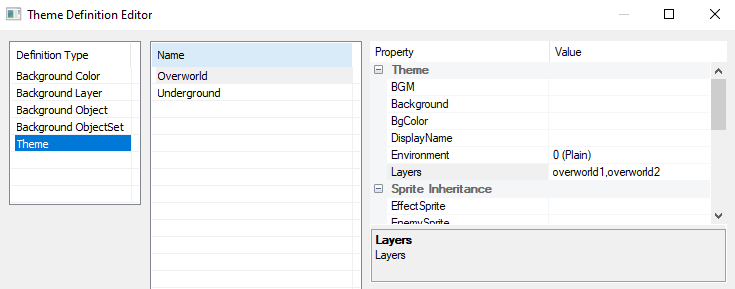 Theme Definition Editor
Definition Type
Background Color
Background Layer
Background Object
Background ObjectSet
Theme
Name
Overworld
Underground
Property Value
Theme
BGM
Background
BgColor
DisplayName
Environment 0 (Plain)
Layers overworld1,overworld2
Sprite Inheritance
EffectSprite
EnemySprite
Layers
Layers